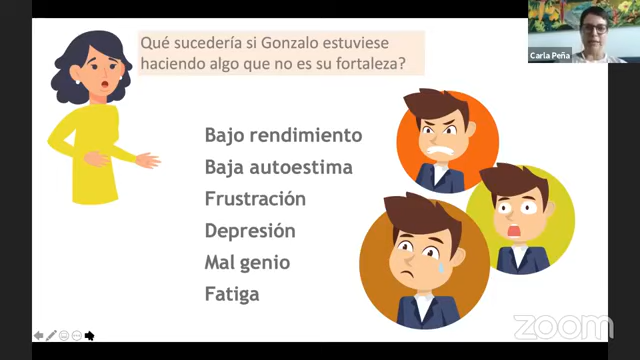 Qué sucedería si Gonzalo estuviese
haciendo algo que no es su fortaleza?
Carla Peña
Bajo rendimiento
Baja autoestima
Frustración
Depresión
Mal genio
Fatiga
zoom